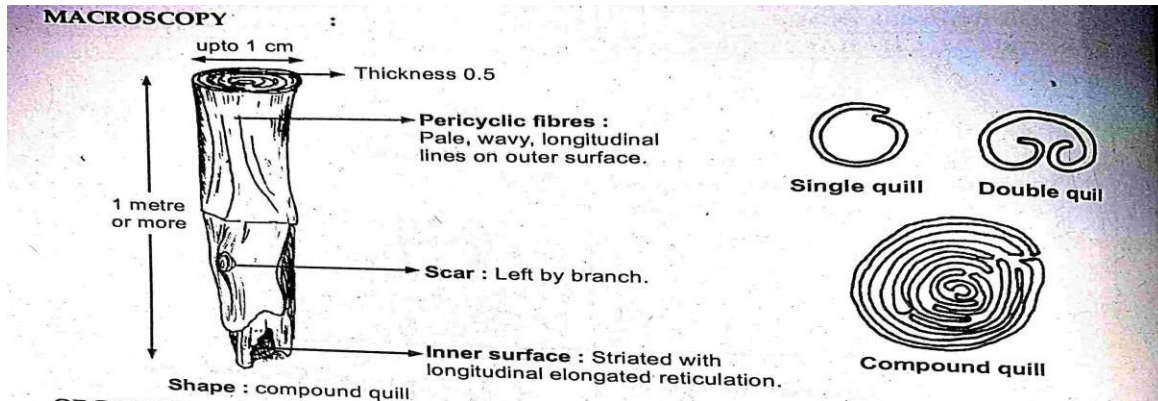 MACROSCOPY :
upto 1 cm
Thickness 0.5
Pericyclic fibres :
Pale, wavy, longitudinal
lines on outer surface.
1 metre
or more
Scar : Left by branch.
Inner surface : Striated with
longitudinal elongated reticulation.
Shape : compound quill
Single quill
Double quil
Compound quill